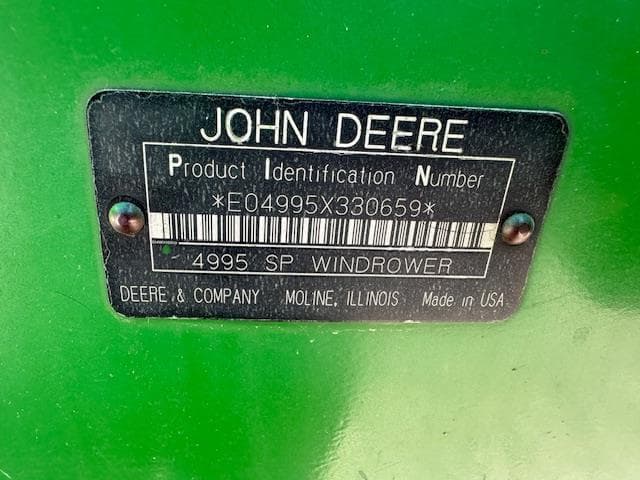 JOHN DEERE
Product Identification Number
*E04995X330659*
4995 SP WINDROWER
DEERE & COMPANY MOLINE, ILLINOIS Made in USA